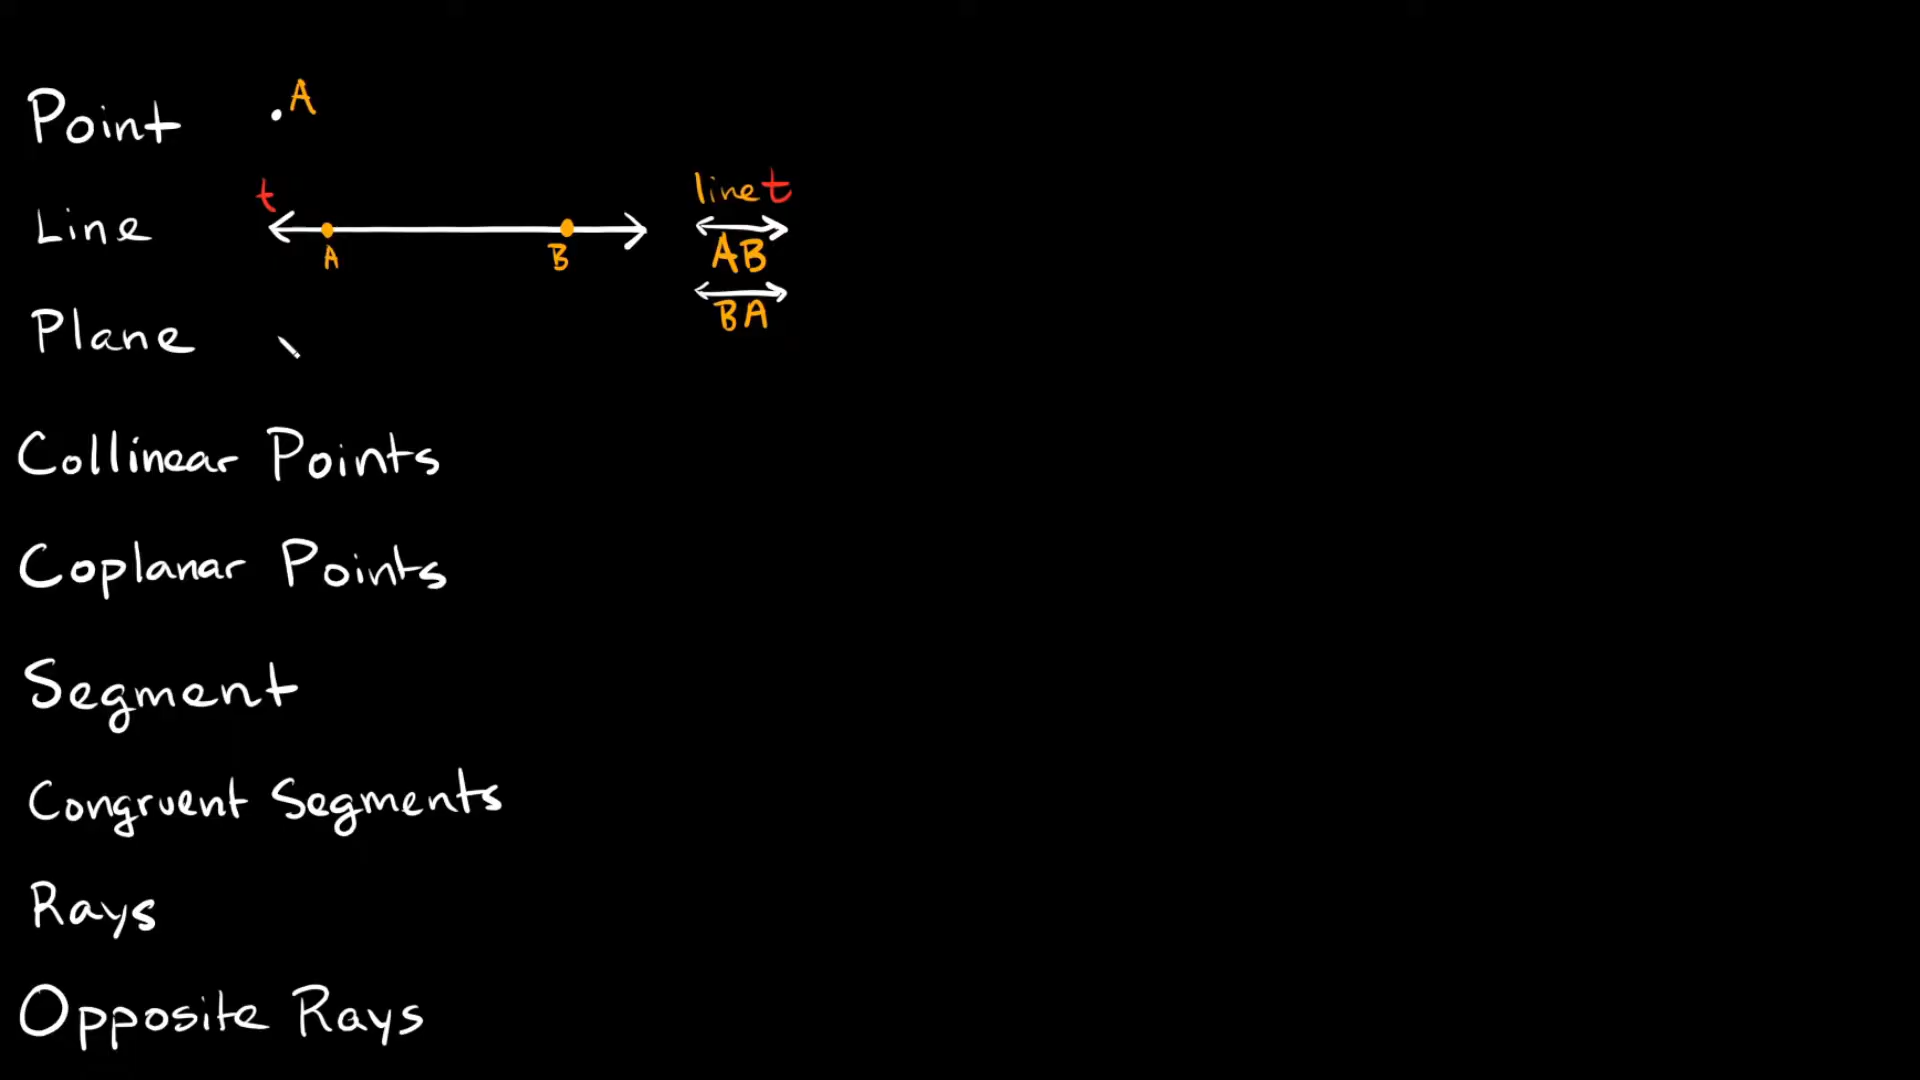 Point A
t line t
Line A B AB
BA
Plane
Collinear Points
Coplanar Points
Segment
Congruent Segments
Rays
Opposite Rays